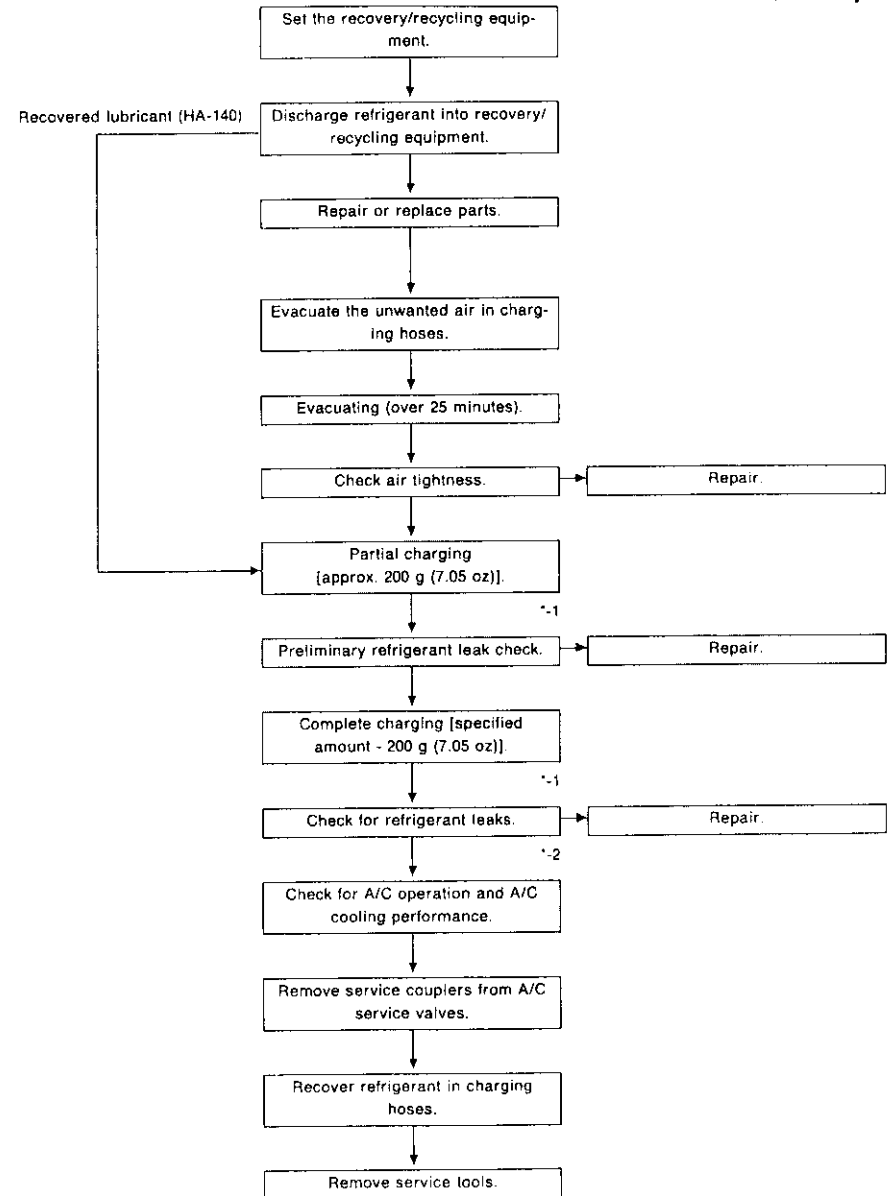 Set the recovery/recycling equip-
ment.
Recovered lubricant (HA-140)
Discharge refrigerant into recovery/
recycling equipment.
Repair or replace parts.
Evacuate the unwanted air in charg-
ing hoses.
Evacuating (over 25 minutes).
Check air tightness.
Repair.
Partial charging
[approx. 200 g (7.05 oz)].
*-1
Preliminary refrigerant leak check.
Repair.
Complete charging [specified
amount - 200 g (7.05 oz)].
*-1
Check for refrigerant leaks.
Repair.
*-2
Check for A/C operation and A/C
cooling performance.
Remove service couplers from A/C
service valves.
Recover refrigerant in charging
hoses.
Remove service tools.